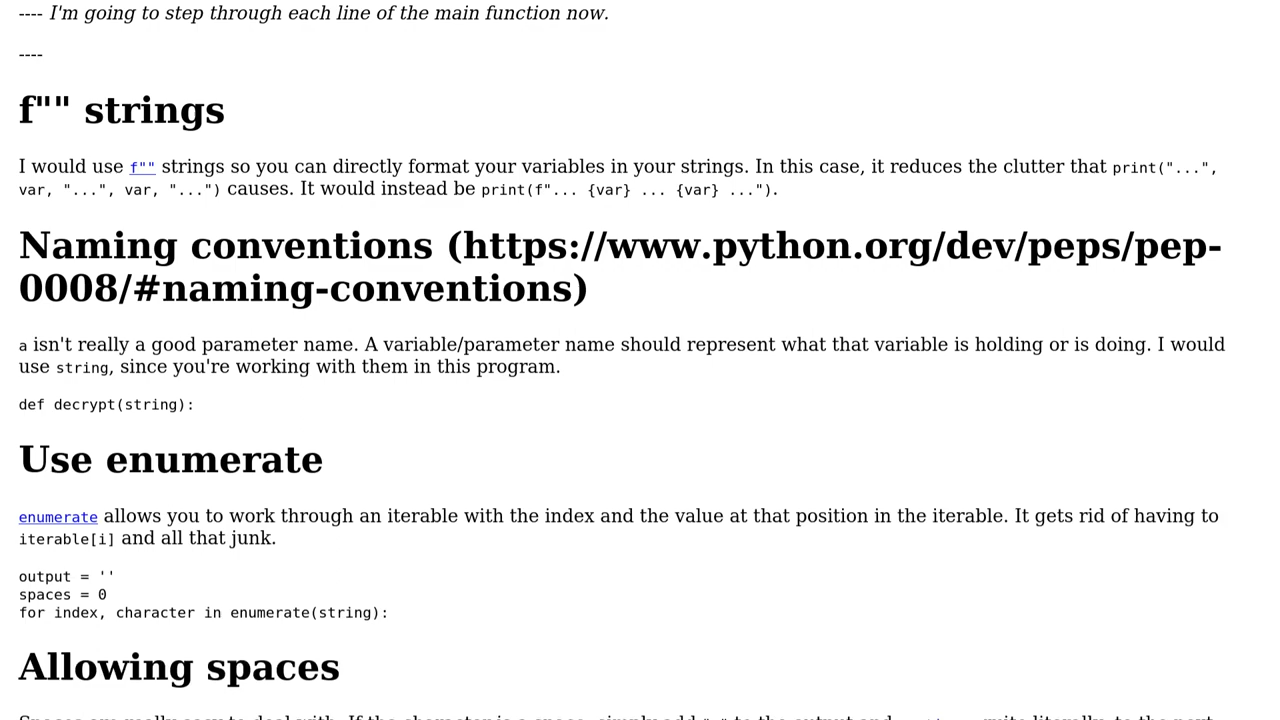 ---- I'm going to step through each line of the main function now.
----
f"" strings
I would use f"" strings so you can directly format your variables in your strings. In this case, it reduces the clutter that print("...",
var, "...", var, "...") causes. It would instead be print(f"... {var} ... {var} ...").
Naming conventions (https://www.python.org/dev/peps/pep-
0008/#naming-conventions)
a isn't really a good parameter name. A variable/parameter name should represent what that variable is holding or is doing. I would
use string, since you're working with them in this program.
def decrypt(string):
Use enumerate
enumerate allows you to work through an iterable with the index and the value at that position in the iterable. It gets rid of having to
iterable[i] and all that junk.
output = ''
spaces = 0
for index, character in enumerate(string):
Allowing spaces